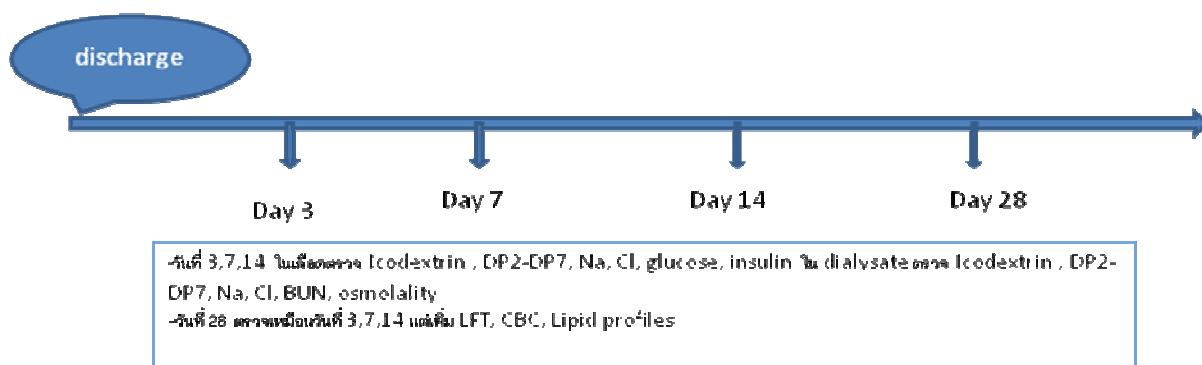 discharge
Day 3
Day 7
Day 14
Day 28
-วันที่ 3,7,14 ในเลือดตรวจ Icodextrin , DP2-DP7, Na, Cl, glucose, insulin ใน dialysate ตรวจ Icodextrin , DP2-
DP7, Na, Cl, BUN, osmolality
-วันที่ 28 ตรวจเหมือนวันที่ 3,7,14 แต่เพิ่ม LFT, CBC, Lipid profiles